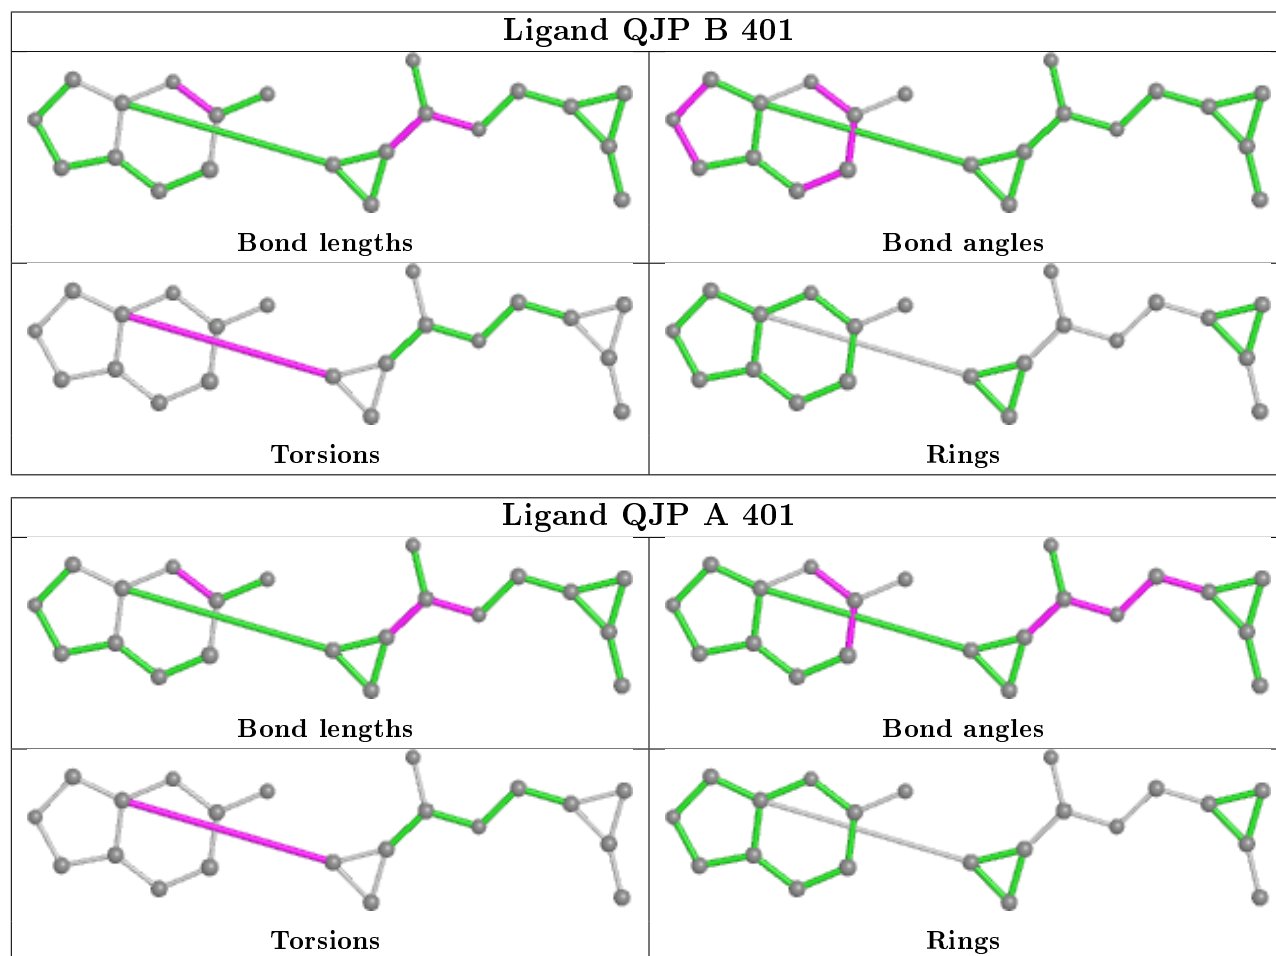 Ligand QJP B 401
Bond lengths
Bond angles
Torsions
Rings
Ligand QJP A 401
Bond lengths
Bond angles
Torsions
Rings